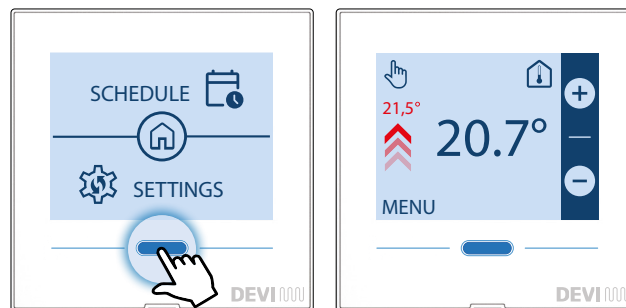 SCHEDULE
SETTINGS
DEVI
21,5°
20.7°
+
−
MENU
DEVI